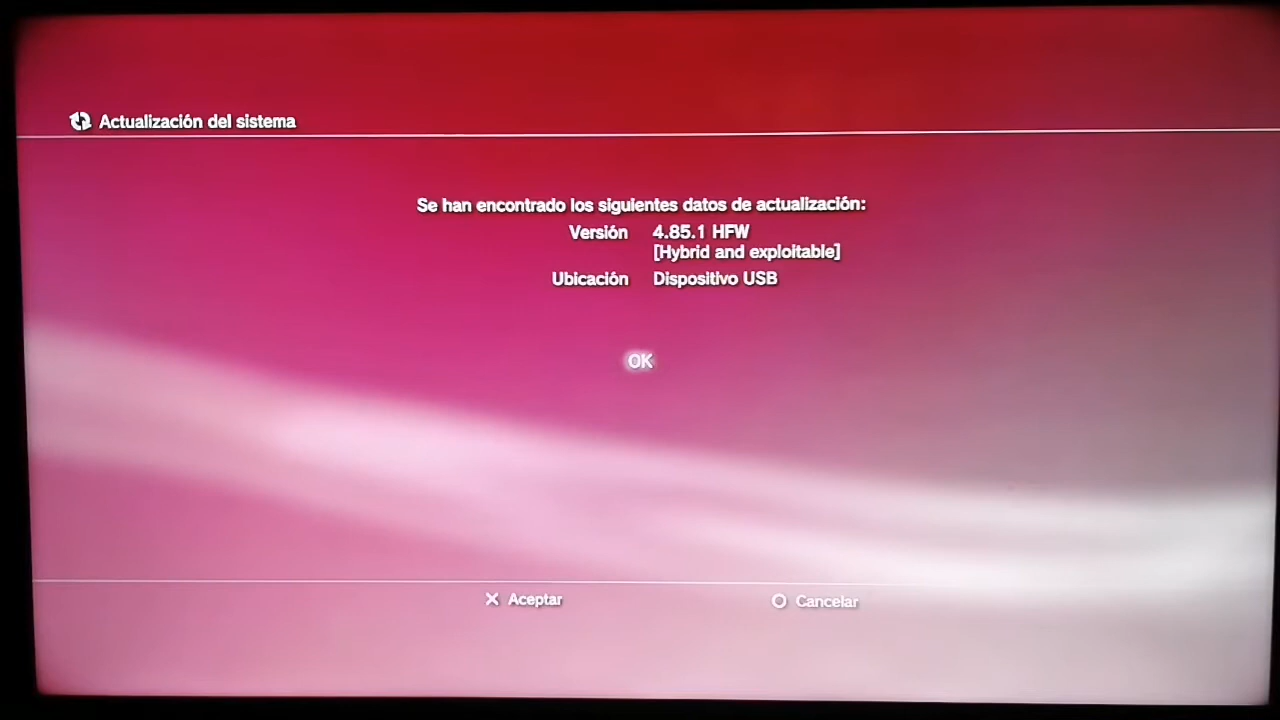 Actualización del sistema
Se han encontrado los siguientes datos de actualización:
Versión 4.85.1 HFW
[Hybrid and exploitable]
Ubicación Dispositivo USB
OK
Aceptar
Cancelar